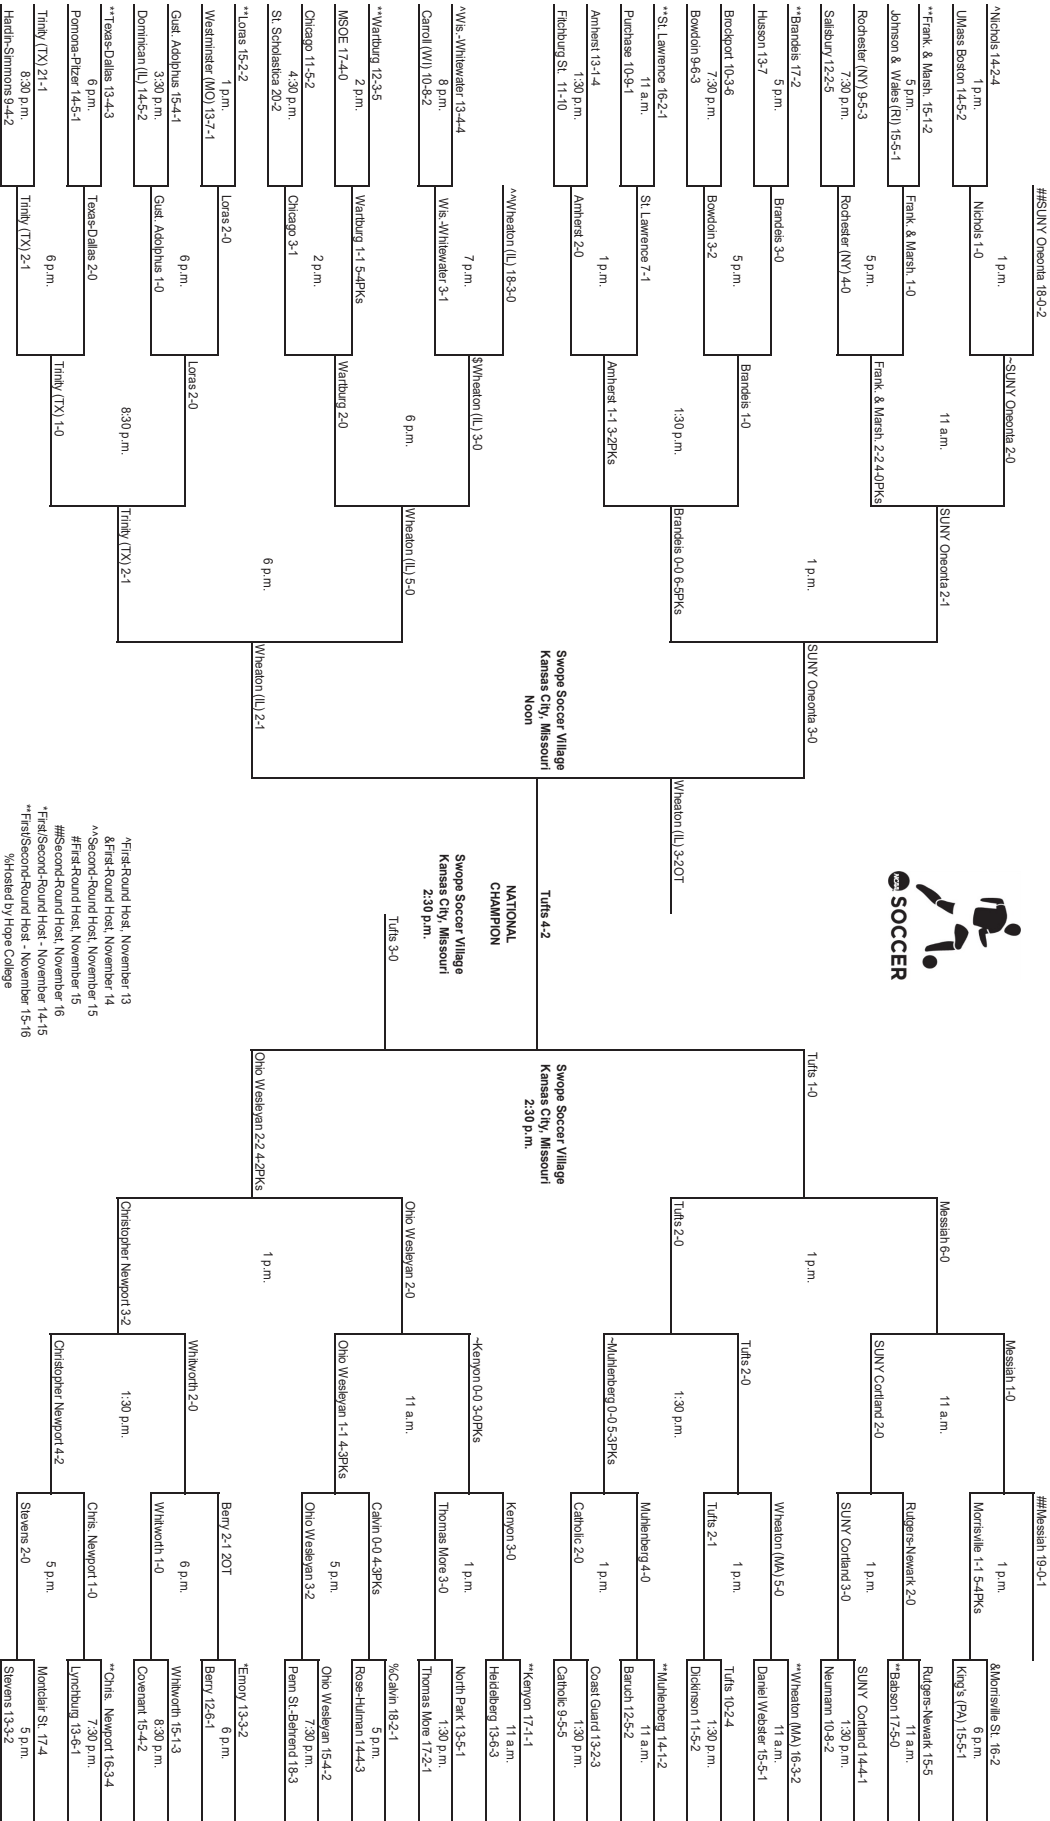 ^Nichols 14-2-4
1 p.m.
UMass Boston 14-5-2
**Frank. & Marsh. 15-1-2
5 p.m.
Johnson & Wales (RI) 15-5-1
Rochester (NY) 9-5-3
7:30 p.m.
Salisbury 12-2-5
**Brandeis 17-2
5 p.m.
Husson 13-7
Brockport 10-3-6
7:30 p.m.
Bowdoin 9-6-3
**St. Lawrence 16-2-1
11 a.m.
Purchase 10-9-1
Amherst 13-1-4
1:30 p.m.
Fitchburg St. 11-10
^Wis.-Whitewater 13-4-4
8 p.m.
Carroll (WI) 10-8-2
**Wartburg 12-3-5
2 p.m.
MSOE 17-4-0
Chicago 11-5-2
4:30 p.m.
St. Scholastica 20-2
**Loras 15-2-2
1 p.m.
Westminster (MO) 13-7-1
Gust. Adolphus 15-4-1
3:30 p.m.
Dominican (IL) 14-5-2
**Texas-Dallas 13-4-3
6 p.m.
Pomona-Pitzer 14-5-1
Trinity (TX) 21-1
8:30 p.m.
Hardin-Simmons 9-4-2
##SUNY Oneonta 18-0-2
1 p.m.
Nichols 1-0
Frank. & Marsh. 1-0
5 p.m.
Rochester (NY) 4-0
Brandeis 3-0
5 p.m.
Bowdoin 3-2
St. Lawrence 7-1
1 p.m.
Amherst 2-0
^^Wheaton (IL) 18-3-0
7 p.m.
Wis.-Whitewater 3-1
Wartburg 1-1 5-4PKs
2 p.m.
Chicago 3-1
Loras 2-0
6 p.m.
Gust. Adolphus 1-0
Texas-Dallas 2-0
6 p.m.
Trinity (TX) 2-1
~SUNY Oneonta 2-0
11 a.m.
Frank. & Marsh. 2-2 4-0PKs
Brandeis 1-0
1:30 p.m.
Amherst 1-1 3-2PKs
$Wheaton (IL) 3-0
6 p.m.
Wartburg 2-0
Loras 2-0
8:30 p.m.
Trinity (TX) 1-0
SUNY Oneonta 2-1
1 p.m.
Brandeis 0-0 6-5PKs
Wheaton (IL) 5-0
6 p.m.
Trinity (TX) 2-1
SUNY Oneonta 3-0
Swope Soccer Village
Kansas City, Missouri
Noon
Wheaton (IL) 2-1
Wheaton (IL) 3-2OT
NCAA SOCCER
Tufts 4-2
NATIONAL
CHAMPION
Swope Soccer Village
Kansas City, Missouri
2:30 p.m.
Tufts 3-0
^First-Round Host, November 13
&First-Round Host, November 14
^^Second-Round Host, November 15
#First-Round Host, November 15
##Second-Round Host, November 16
*First/Second-Round Host - November 14-15
**First/Second-Round Host - November 15-16
%Hosted by Hope College
Tufts 1-0
Swope Soccer Village
Kansas City, Missouri
2:30 p.m.
Ohio Wesleyan 2-2 4-2PKs
Messiah 6-0
1 p.m.
Tufts 2-0
Ohio Wesleyan 2-0
1 p.m.
Christopher Newport 3-2
Messiah 1-0
11 a.m.
SUNY Cortland 2-0
Tufts 2-0
1:30 p.m.
~Muhlenberg 0-0 5-3PKs
~Kenyon 0-0 3-0PKs
11 a.m.
Ohio Wesleyan 1-1 4-3PKs
Whitworth 2-0
1:30 p.m.
Christopher Newport 4-2
##Messiah 19-0-1
1 p.m.
Morrisville 1-1 5-4PKs
Rutgers-Newark 2-0
1 p.m.
SUNY Cortland 3-0
Wheaton (MA) 5-0
1 p.m.
Tufts 2-1
Muhlenberg 4-0
1 p.m.
Catholic 2-0
Kenyon 3-0
1 p.m.
Thomas More 3-0
Calvin 0-0 4-3PKs
5 p.m.
Ohio Wesleyan 3-2
Berry 2-1 2OT
6 p.m.
Whitworth 1-0
Chris. Newport 1-0
5 p.m.
Stevens 2-0
&Morrisville St. 16-2
6 p.m.
King's (PA) 15-5-1
Rutgers-Newark 15-5
11 a.m.
**Babson 17-5-0
SUNY Cortland 14-4-1
1:30 p.m.
Neumann 10-8-2
**Wheaton (MA) 16-3-2
11 a.m.
Daniel Webster 15-5-1
Tufts 10-2-4
1:30 p.m.
Dickinson 11-5-2
**Muhlenberg 14-1-2
11 a.m.
Baruch 12-5-2
Coast Guard 13-2-3
1:30 p.m.
Catholic 9-5-5
**Kenyon 17-1-1
11 a.m.
Heidelberg 13-6-3
North Park 13-5-1
1:30 p.m.
Thomas More 17-2-1
%Calvin 18-2-1
5 p.m.
Rose-Hulman 14-4-3
Ohio Wesleyan 15-4-2
7:30 p.m.
Penn St.-Behrend 18-3
*Emory 13-3-2
6 p.m.
Berry 12-6-1
Whitworth 15-1-3
8:30 p.m.
Covenant 15-4-2
**Chris. Newport 16-3-4
7:30 p.m.
Lynchburg 13-6-1
Montclair St. 17-4
5 p.m.
Stevens 13-3-2